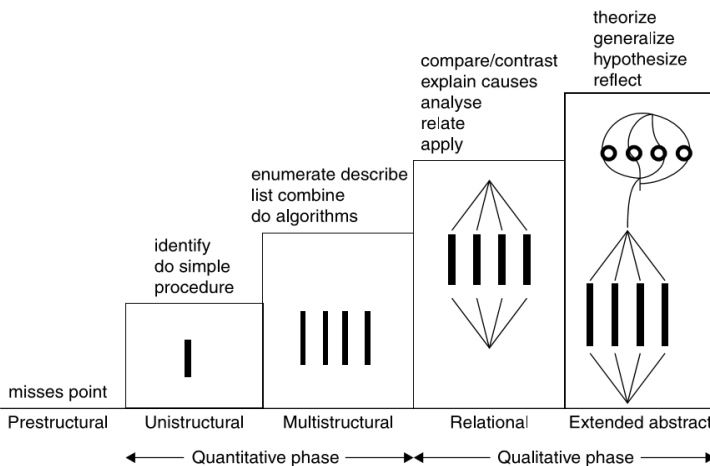 theorize
generalize
hypothesize
reflect
compare/contrast
explain causes
analyse
relate
apply
enumerate describe
list combine
do algorithms
identify
do simple
procedure
misses point
Prestructural
Unistructural
Multistructural
Relational
Extended abstract
Quantitative phase
Qualitative phase